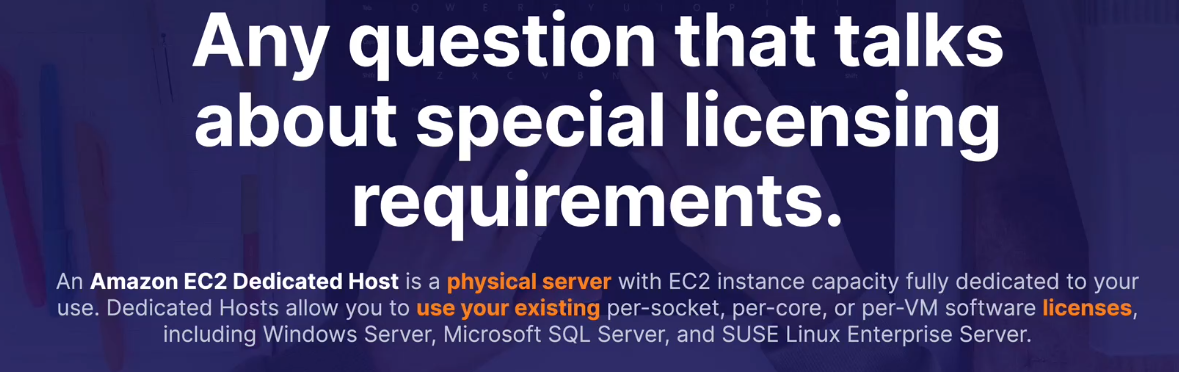 Any question that talks
about special licensing
requirements.
An Amazon EC2 Dedicated Host is a physical server with EC2 instance capacity fully dedicated to your
use. Dedicated Hosts allow you to use your existing per-socket, per-core, or per-VM software licenses,
including Windows Server, Microsoft SQL Server, and SUSE Linux Enterprise Server.